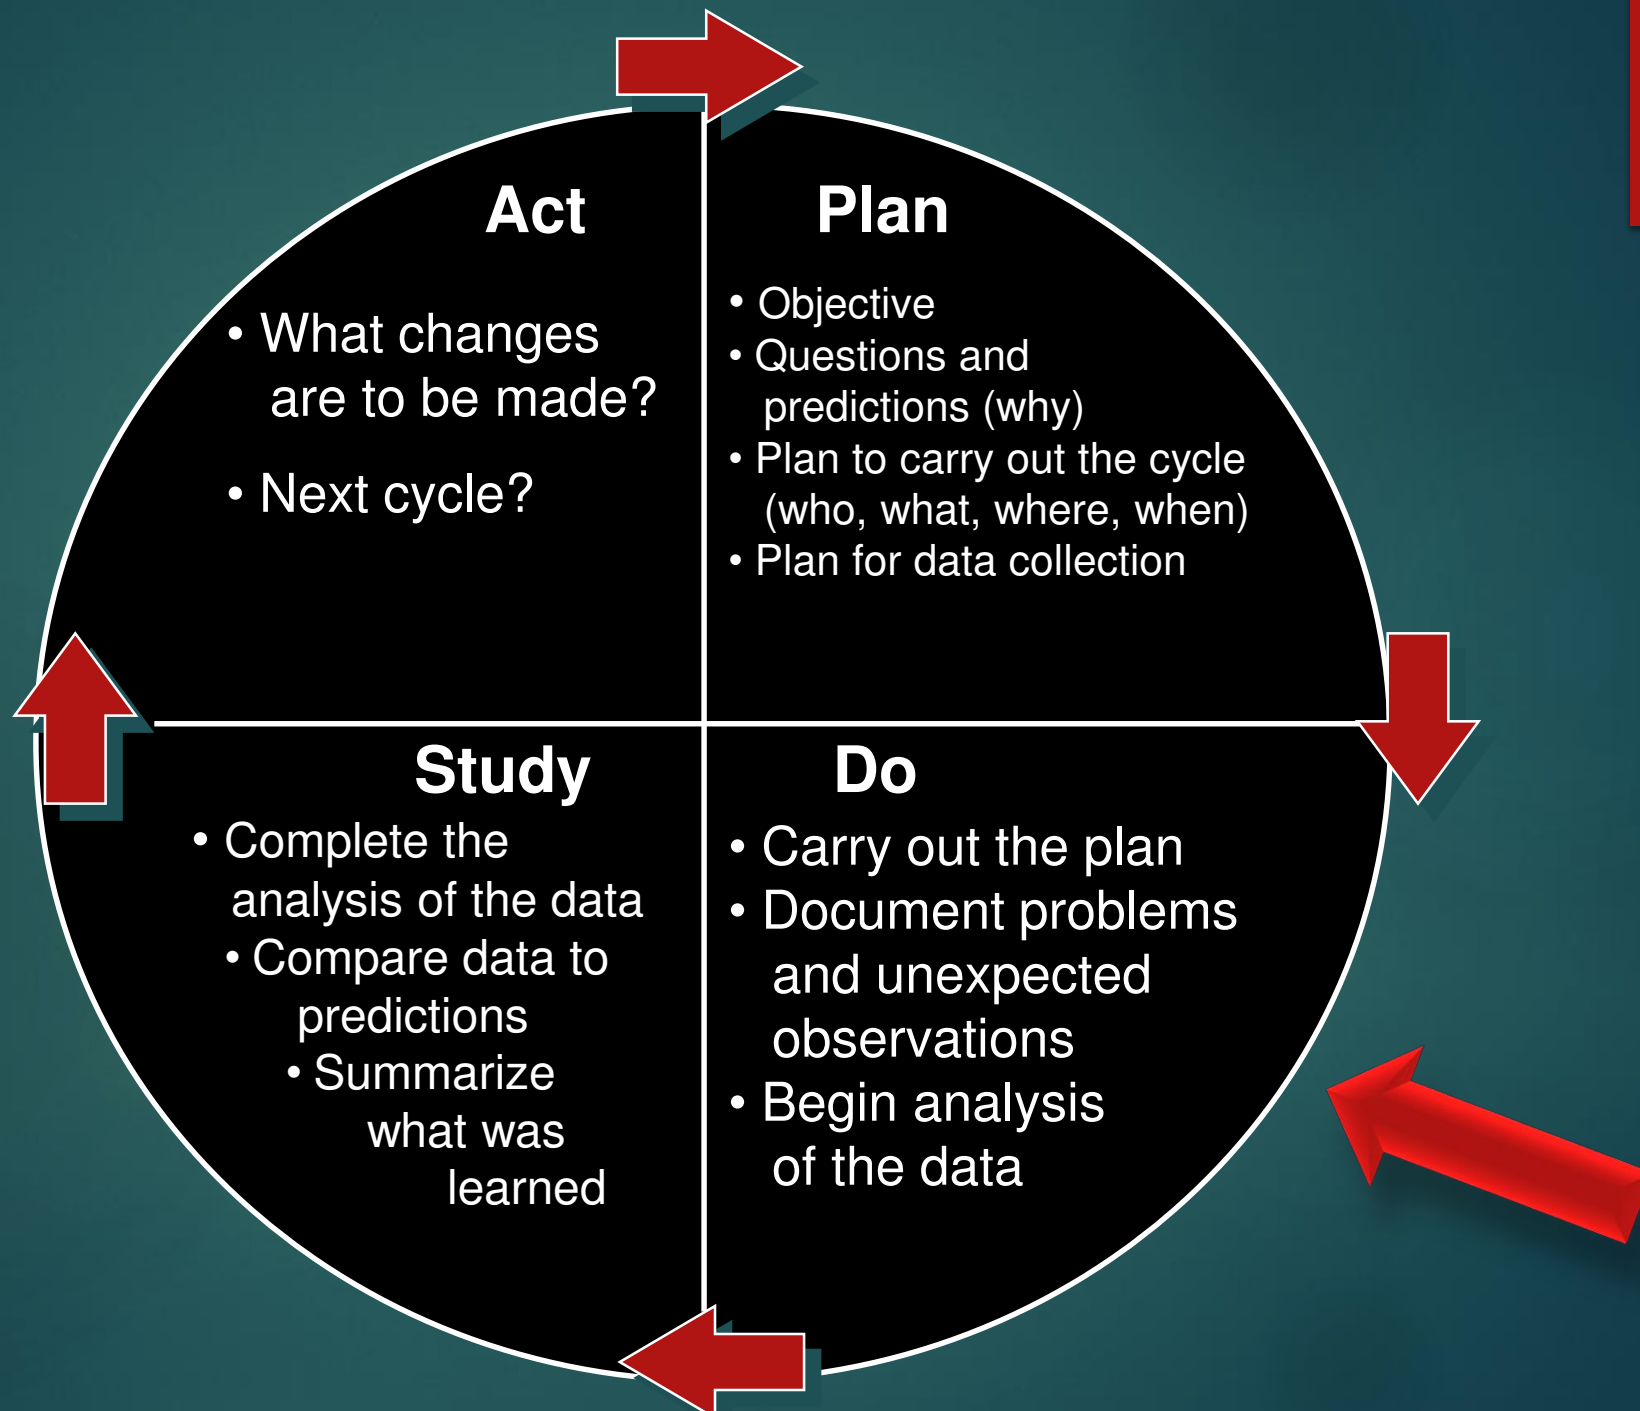 Act
• What changes
are to be made?
• Next cycle?
Plan
• Objective
• Questions and
predictions (why)
• Plan to carry out the cycle
(who, what, where, when)
• Plan for data collection
Study
• Complete the
analysis of the data
• Compare data to
predictions
• Summarize
what was
learned
Do
• Carry out the plan
• Document problems
and unexpected
observations
• Begin analysis
of the data